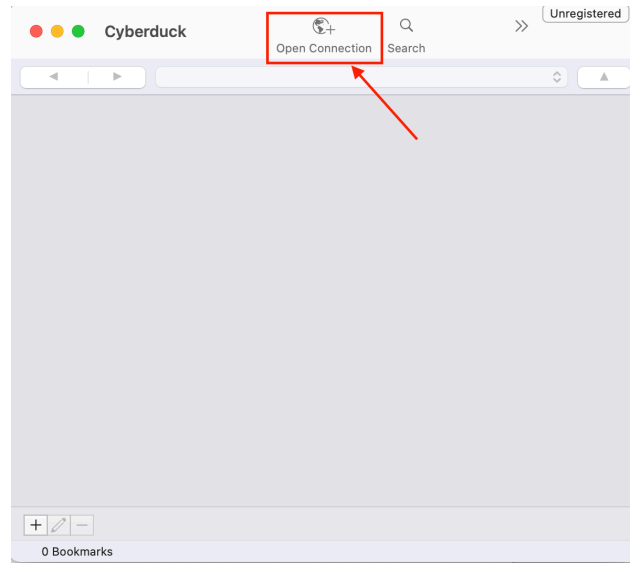 Unregistered
Cyberduck
Open Connection
Search
0 Bookmarks